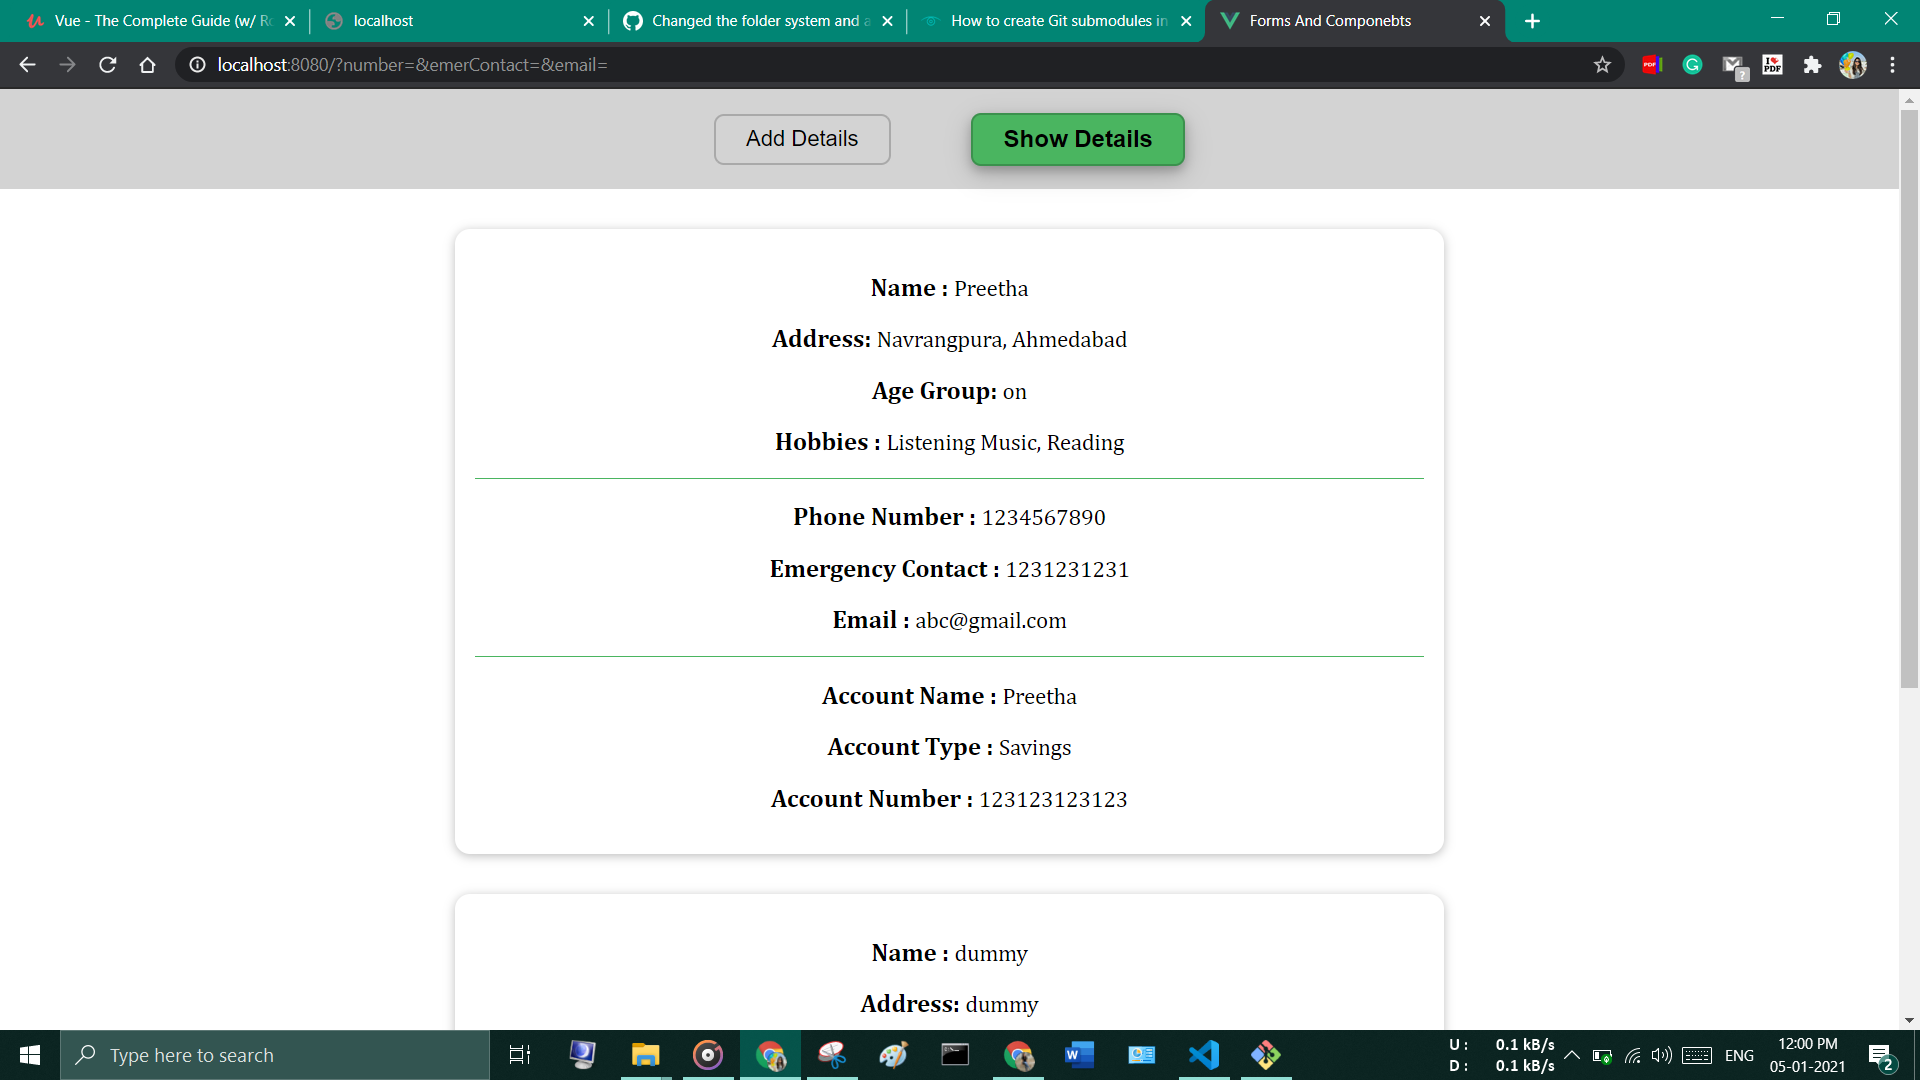 Vue - The Complete Guide (w/ Ro
localhost
Changed the folder system and a
How to create Git submodules in
Forms And Componebts
localhost:8080/?number=&emerContact=&email=
Add Details
Show Details
Name : Preetha
Address: Navrangpura, Ahmedabad
Age Group: on
Hobbies : Listening Music, Reading
Phone Number : 1234567890
Emergency Contact : 1231231231
Email : abc@gmail.com
Account Name : Preetha
Account Type : Savings
Account Number : 123123123123
Name : dummy
Address: dummy
Type here to search
U : 0.1 kB/s
D : 0.1 kB/s
ENG
12:00 PM
05-01-2021
2